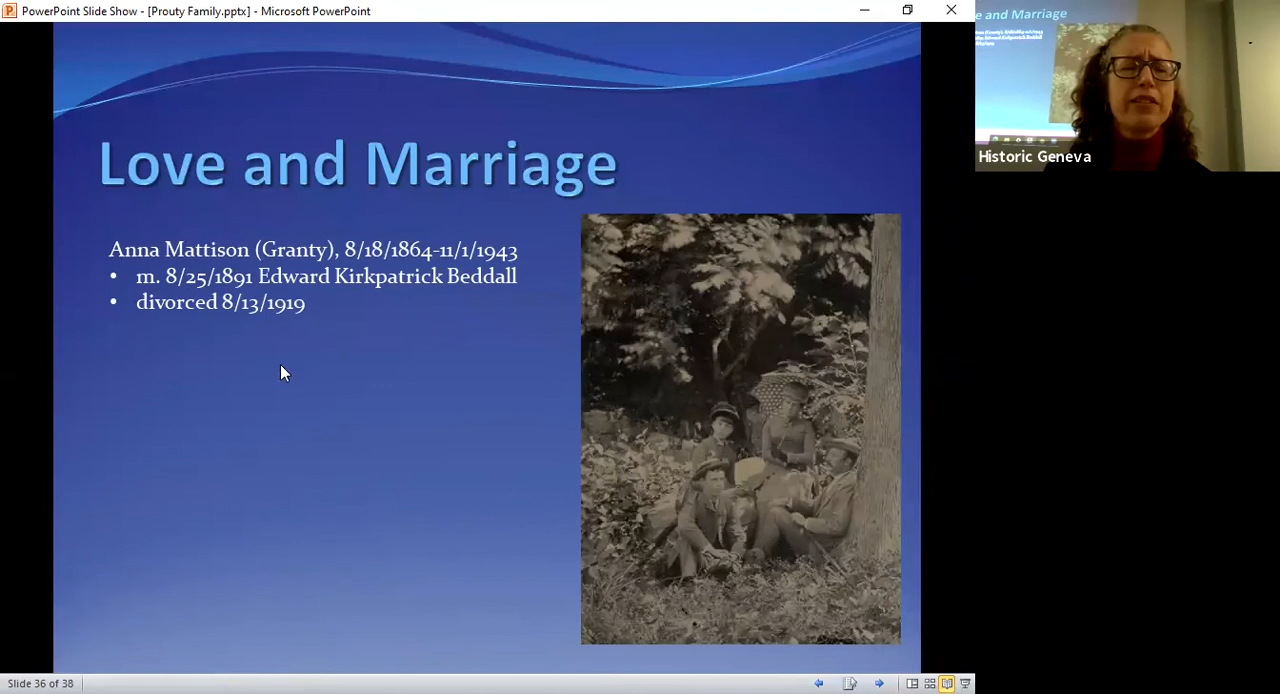 PowerPoint Slide Show - [Prouty Family.pptx] - Microsoft PowerPoint
Love and Marriage
Anna Mattison (Granty), 8/18/1864-11/1/1943
• m. 8/25/1891 Edward Kirkpatrick Beddall
• divorced 8/13/1919
e and Marriage
Historic Geneva
Slide 36 of 38